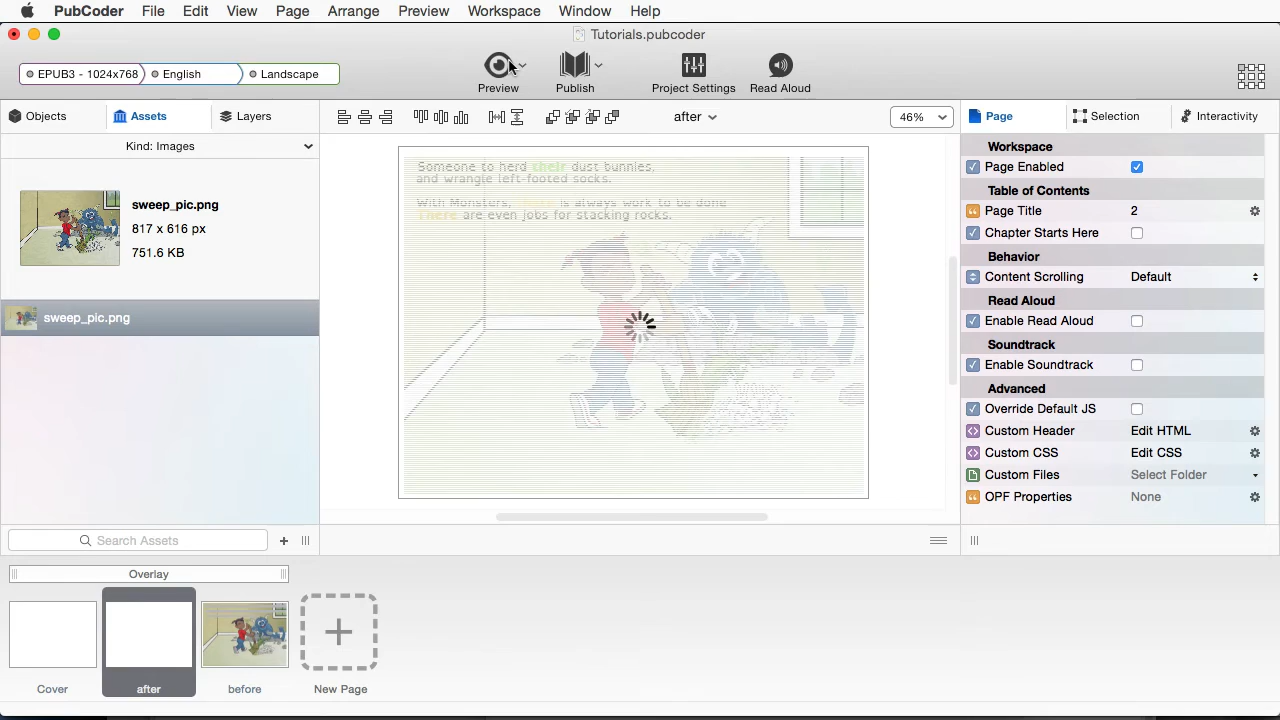 PubCoder File Edit View Page Arrange Preview Workspace Window Help
Tutorials.pubcoder
EPUB3 - 1024x768 English Landscape
Preview Publish Project Settings Read Aloud
Objects Assets Layers
after
46%
Page Selection Interactivity
Kind: Images
sweep_pic.png
817 x 616 px
751.6 KB
sweep_pic.png
Search Assets
Someone to herd their dust bunnies,
and wrangle left-footed socks.
With Monsters, is always work to be done
There are even jobs for stacking rocks.
Workspace
Page Enabled
Table of Contents
Page Title 2
Chapter Starts Here
Behavior
Content Scrolling Default
Read Aloud
Enable Read Aloud
Soundtrack
Enable Soundtrack
Advanced
Override Default JS
Custom Header Edit HTML
Custom CSS Edit CSS
Custom Files Select Folder
OPF Properties None
Overlay
Cover after before New Page